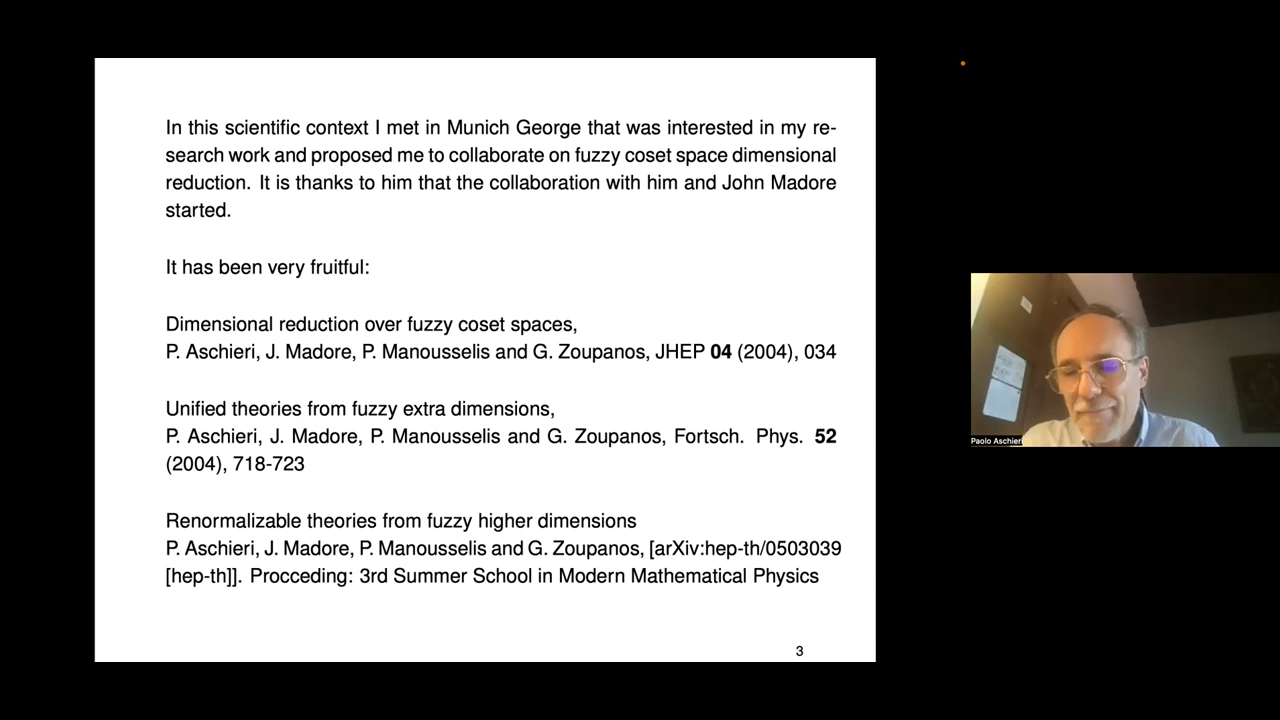 In this scientific context I met in Munich George that was interested in my re-
search work and proposed me to collaborate on fuzzy coset space dimensional
reduction. It is thanks to him that the collaboration with him and John Madore
started.
It has been very fruitful:
Dimensional reduction over fuzzy coset spaces,
P. Aschieri, J. Madore, P. Manousselis and G. Zoupanos, JHEP 04 (2004), 034
Unified theories from fuzzy extra dimensions,
P. Aschieri, J. Madore, P. Manousselis and G. Zoupanos, Fortsch. Phys. 52
(2004), 718-723
Renormalizable theories from fuzzy higher dimensions
P. Aschieri, J. Madore, P. Manousselis and G. Zoupanos, [arXiv:hep-th/0503039
[hep-th]]. Procceding: 3rd Summer School in Modern Mathematical Physics
3
Paolo Aschieri